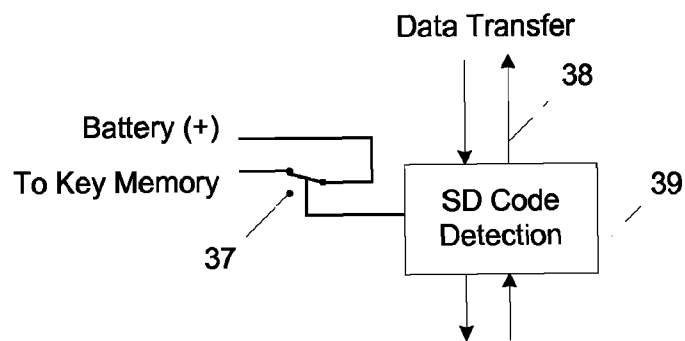 Data Transfer
38
Battery (+)
To Key Memory
SD Code
Detection
39
37